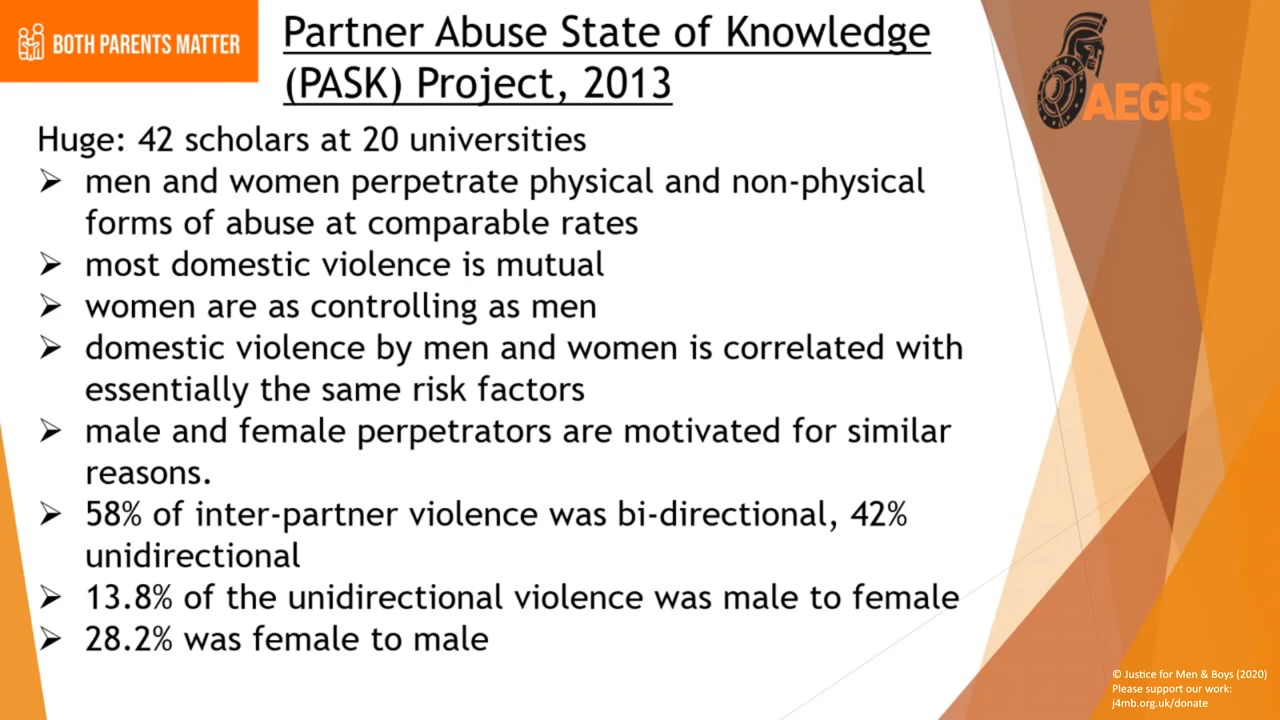 BOTH PARENTS MATTER
Partner Abuse State of Knowledge
(PASK) Project, 2013
AEGIS
Huge: 42 scholars at 20 universities
➢ men and women perpetrate physical and non-physical
forms of abuse at comparable rates
➢ most domestic violence is mutual
➢ women are as controlling as men
➢ domestic violence by men and women is correlated with
essentially the same risk factors
➢ male and female perpetrators are motivated for similar
reasons.
➢ 58% of inter-partner violence was bi-directional, 42%
unidirectional
➢ 13.8% of the unidirectional violence was male to female
➢ 28.2% was female to male
© Justice for Men & Boys (2020)
Please support our work:
j4mb.org.uk/donate